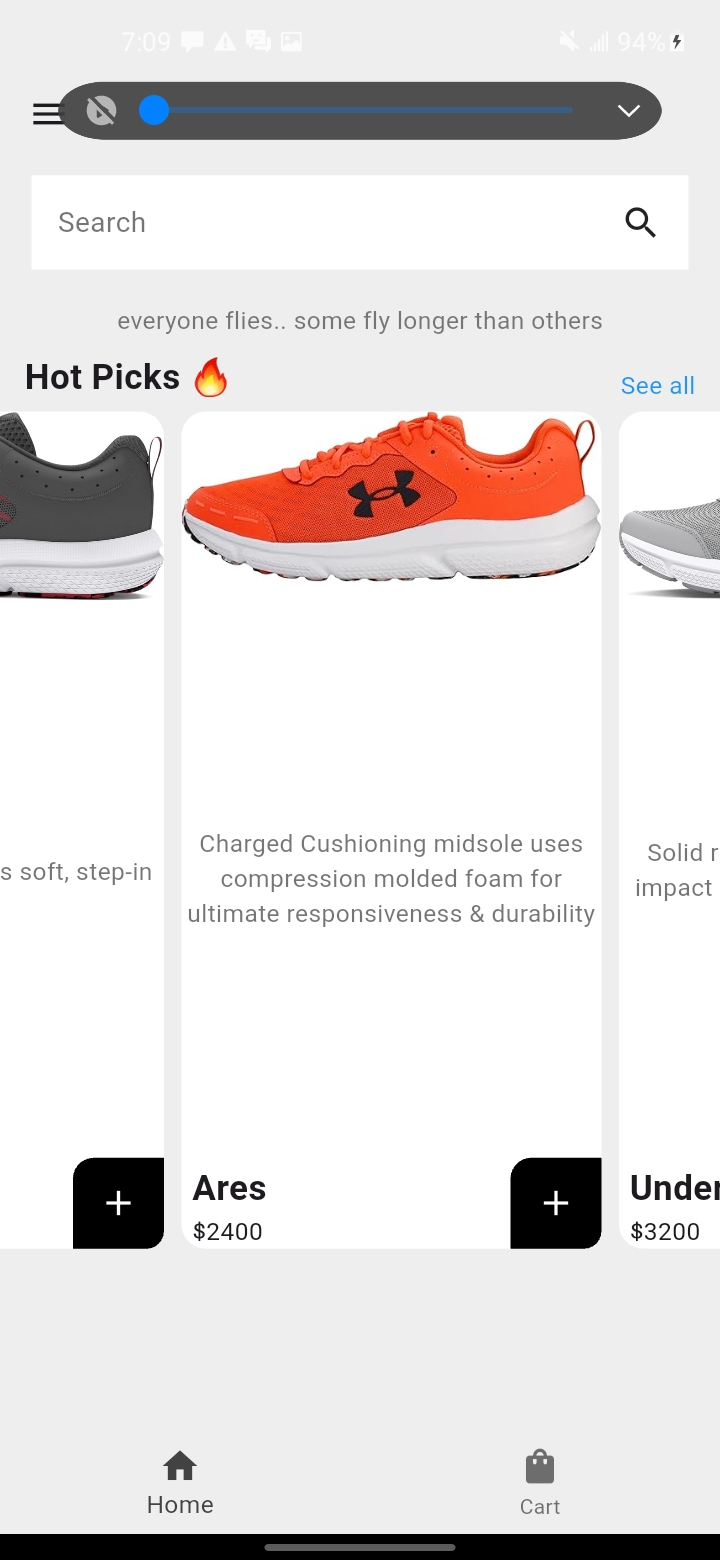 7:09
94%
Search
everyone flies.. some fly longer than others
Hot Picks 🔥
See all
s soft, step-in
Charged Cushioning midsole uses
compression molded foam for
ultimate responsiveness & durability
Solid r
impact
Ares
$2400
Under
$3200
Home
Cart